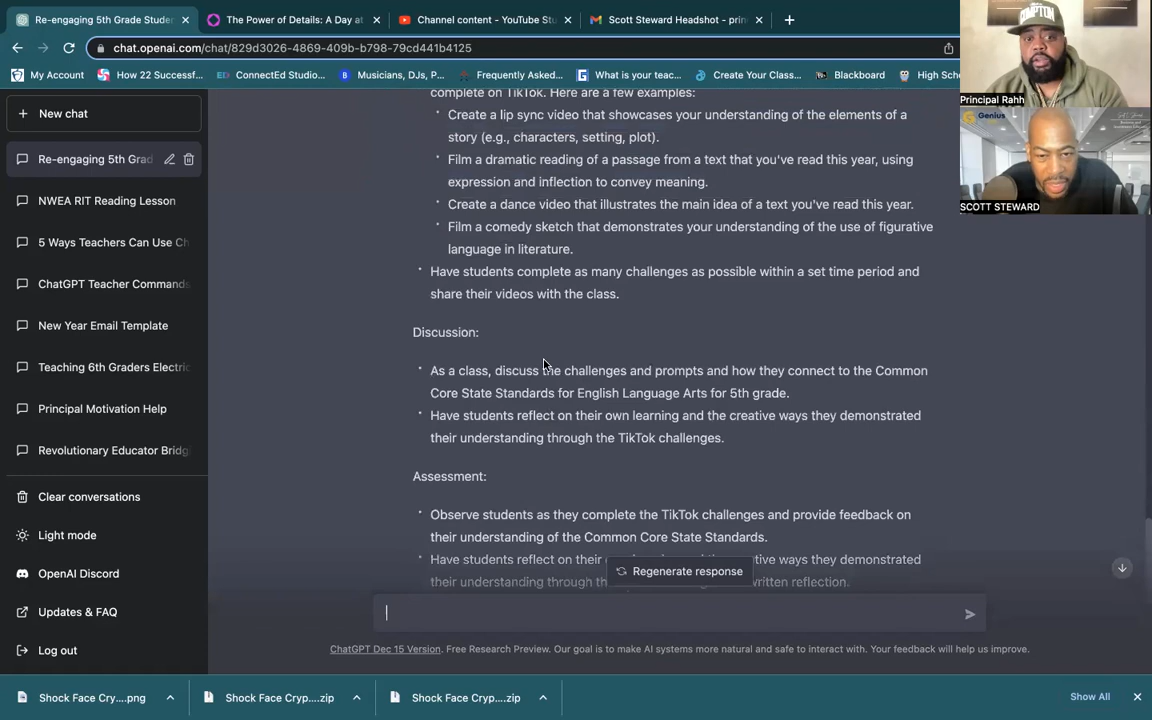 Re-engaging 5th Grade Studen
The Power of Details: A Day at
Channel content - YouTube Stu
Scott Steward Headshot - prin
chat.openai.com/chat/829d3026-4869-409b-b798-79cd441b4125
My Account
How 22 Successf...
ConnectEd Studio...
Musicians, DJs, P...
Frequently Asked...
What is your teac...
Create Your Class...
Blackboard
High Scho
New chat
Re-engaging 5th Grad
NWEA RIT Reading Lesson
5 Ways Teachers Can Use Ch
ChatGPT Teacher Commands
New Year Email Template
Teaching 6th Graders Electri
Principal Motivation Help
Revolutionary Educator Bridg
Clear conversations
Light mode
OpenAI Discord
Updates & FAQ
Log out
complete on TikTok. Here are a few examples:
Create a lip sync video that showcases your understanding of the elements of a
story (e.g., characters, setting, plot).
Film a dramatic reading of a passage from a text that you've read this year, using
expression and inflection to convey meaning.
Create a dance video that illustrates the main idea of a text you've read this year.
Film a comedy sketch that demonstrates your understanding of the use of figurative
language in literature.
Have students complete as many challenges as possible within a set time period and
share their videos with the class.
Discussion:
As a class, discuss the challenges and prompts and how they connect to the Common
Core State Standards for English Language Arts for 5th grade.
Have students reflect on their own learning and the creative ways they demonstrated
their understanding through the TikTok challenges.
Assessment:
Observe students as they complete the TikTok challenges and provide feedback on
their understanding of the Common Core State Standards.
Have students reflect on their
ative ways they demonstrated
their understanding through th
written reflection.
Regenerate response
ChatGPT Dec 15 Version. Free Research Preview. Our goal is to make AI systems more natural and safe to interact with. Your feedback will help us improve.
Shock Face Cryp....png
Shock Face Cryp....zip
Shock Face Cryp....zip
Show All
COMPTON
Principal Rahh
Genius
SCOTT STEWARD